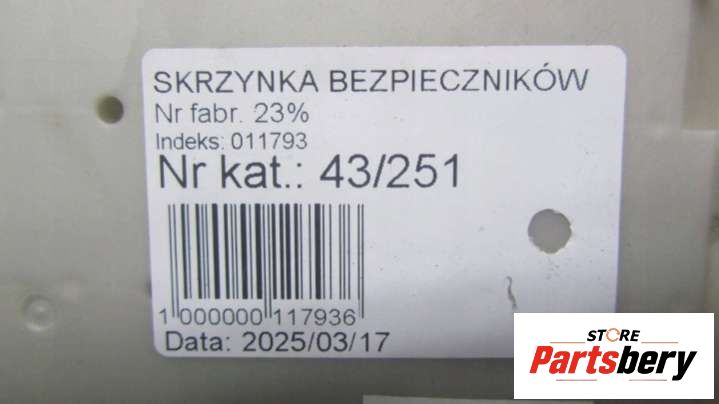 SKRZYNKA BEZPIECZNIKÓW
Nr fabr. 23%
Indeks: 011793
Nr kat.: 43/251
1 000000 117936
Data: 2025/03/17
STORE
Partsbery